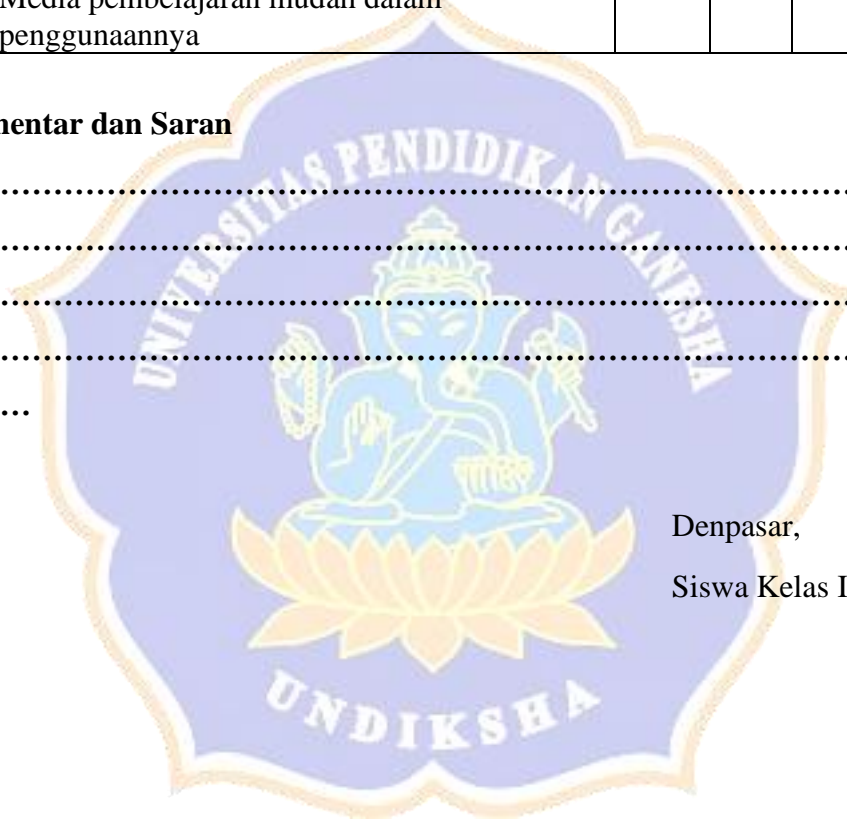 Media pembelajaran mudah dalam
penggunaannya
mentar dan Saran
................................................................................
................................................................................
................................................................................
................................................................................
...
UNIVERSITAS PENDIDIKAN GANESHA
Denpasar,
Siswa Kelas I
UNDIKSHA